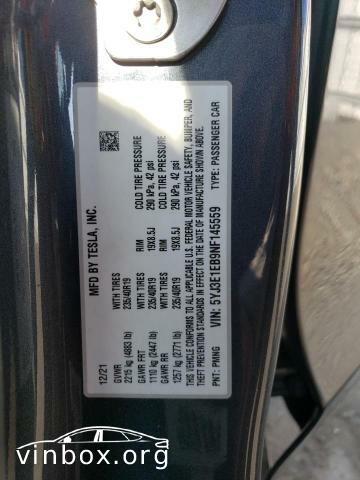 MFD BY TESLA, INC.
12/21
GVWR
2215 kg (4883 lb)
WITH TIRES
235/40R19
RIM
19X8.5J
COLD TIRE PRESSURE
290 kPa, 42 psi
GAWR FRT
1110 kg (2447 lb)
WITH TIRES
235/40R19
RIM
19X8.5J
COLD TIRE PRESSURE
290 kPa, 42 psi
GAWR RR
1257 kg (2771 lb)
THIS VEHICLE CONFORMS TO ALL APPLICABLE U.S. FEDERAL MOTOR VEHICLE SAFETY, BUMPER, AND
THEFT PREVENTION STANDARDS IN EFFECT ON THE DATE OF MANUFACTURE SHOWN ABOVE.
VIN: 5YJ3E1EB9NF145559
PNT: PMNG
TYPE: PASSENGER CAR
vinbox.org